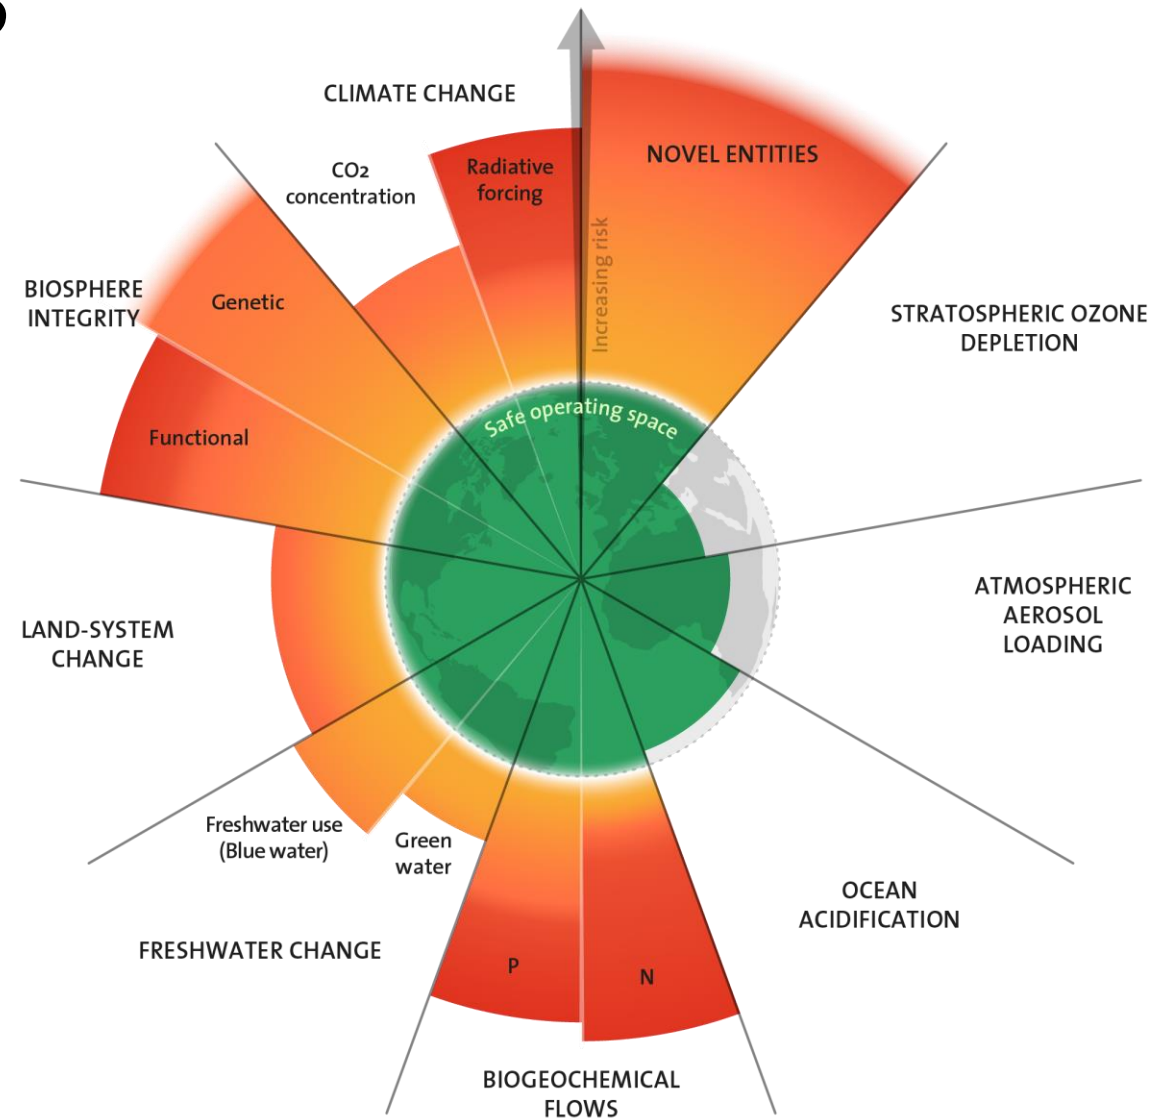 CLIMATE CHANGE
CO2
concentration
Radiative
forcing
NOVEL ENTITIES
Increasing risk
STRATOSPHERIC OZONE
DEPLETION
BIOSPHERE
INTEGRITY
Genetic
Functional
Safe operating space
ATMOSPHERIC
AEROSOL
LOADING
LAND-SYSTEM
CHANGE
Freshwater use
(Blue water)
Green
water
FRESHWATER CHANGE
OCEAN
ACIDIFICATION
P
N
BIOGEOCHEMICAL
FLOWS